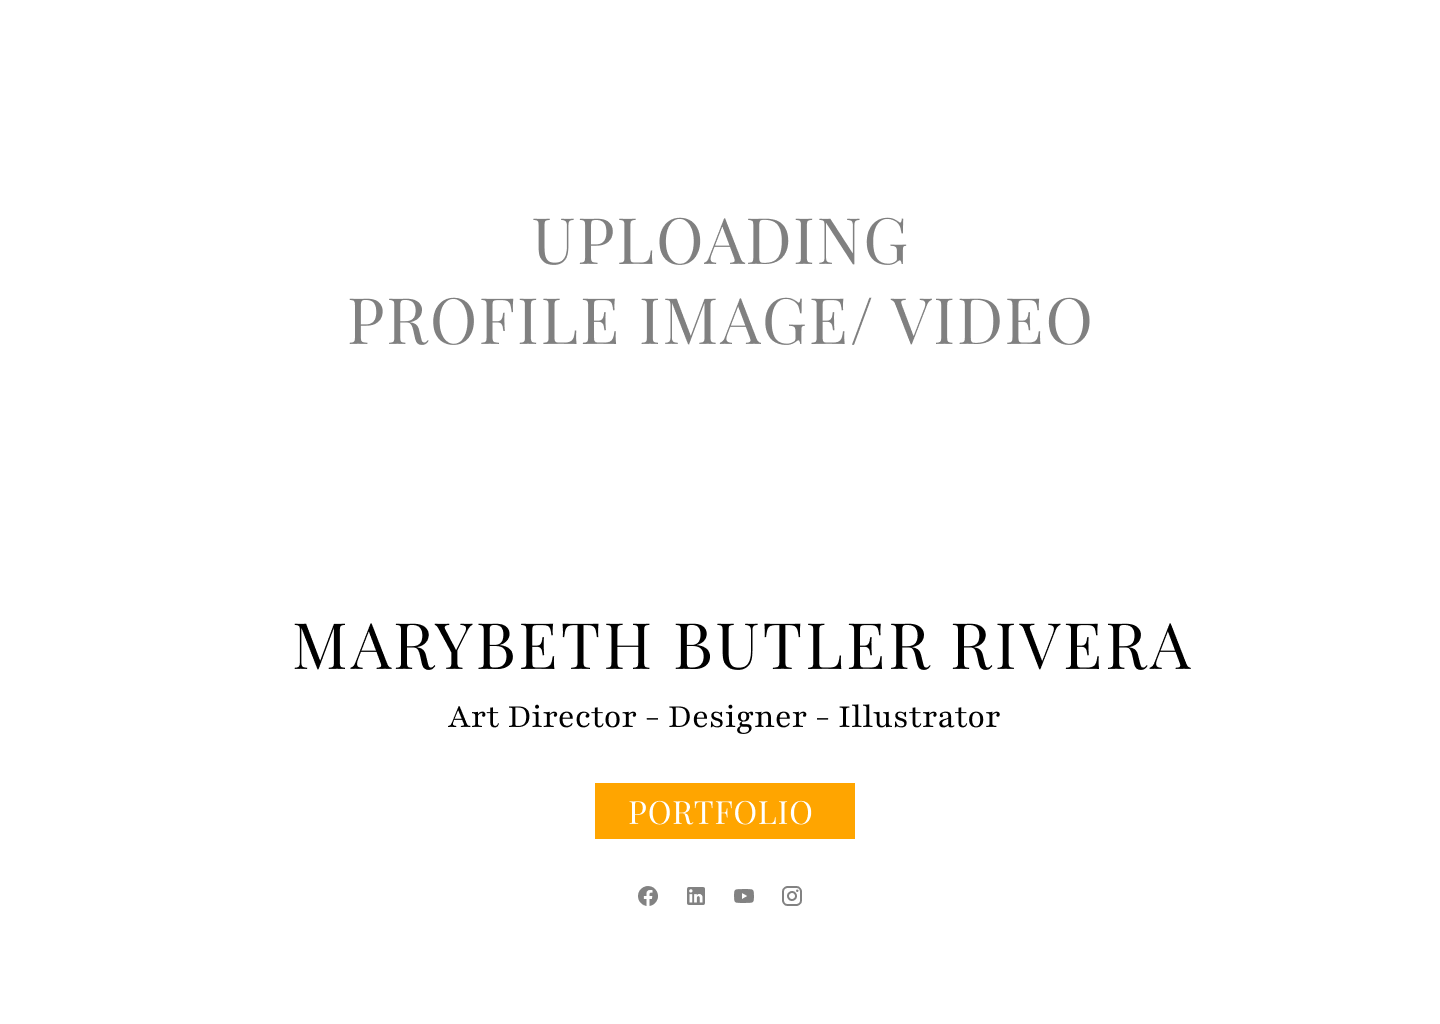 UPLOADING
PROFILE IMAGE/ VIDEO
MARYBETH BUTLER RIVERA
Art Director - Designer - Illustrator
PORTFOLIO